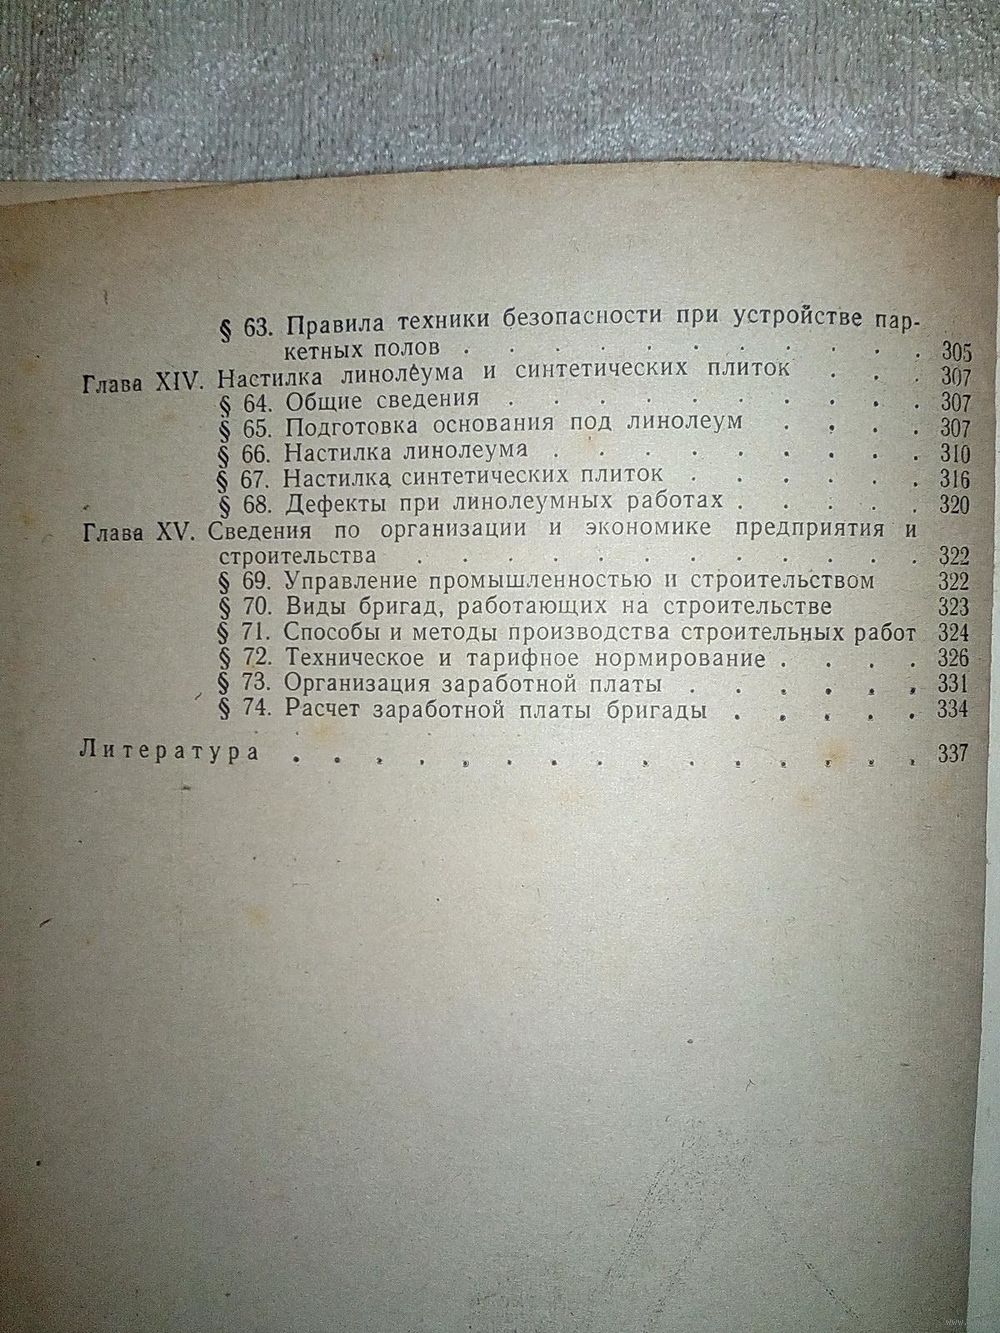 § 63. Правила техники безопасности при устройстве пар-
кетных полов . . . . . . . . . . . 305
Глава XIV. Настилка линолеума и синтетических плиток . . . 307
§ 64. Общие сведения . . . . . . . . . . 307
§ 65. Подготовка основания под линолеум . . . . 307
§ 66. Настилка линолеума . . . . . . . . . 310
§ 67. Настилка синтетических плиток . . . . . . 316
§ 68. Дефекты при линолеумных работах . . . . . 320
Глава XV. Сведения по организации и экономике предприятия и
строительства . . . . . . . . . . . . 322
§ 69. Управление промышленностью и строительством 322
§ 70. Виды бригад, работающих на строительстве 323
§ 71. Способы и методы производства строительных работ 324
§ 72. Техническое и тарифное нормирование . . . . 326
§ 73. Организация заработной платы . . . . . . 331
§ 74. Расчет заработной платы бригады . . . . . 334
Литература . . . . . . . . . . . . . . . 337